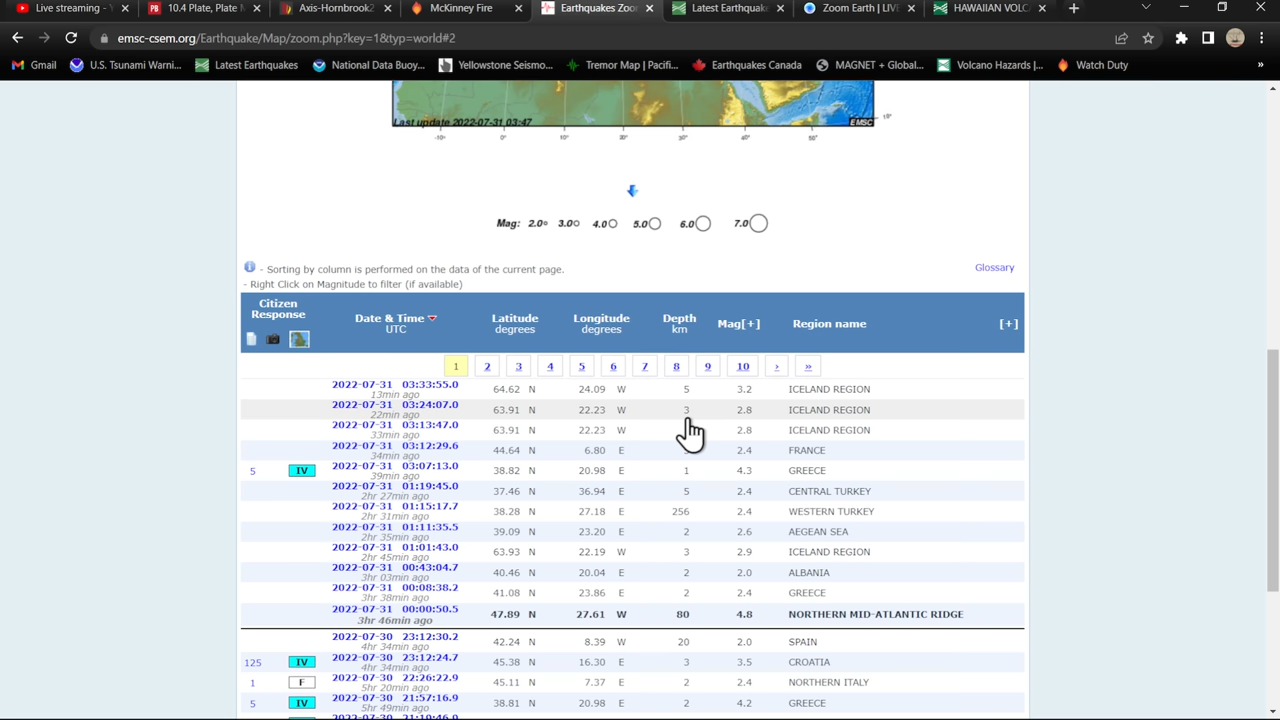 Live streaming - Y
10.4 Plate, Plate M
Axis-Hornbrook2
McKinney Fire
Earthquakes Zoo
Latest Earthquake
Zoom Earth | LIVE
HAWAIIAN VOLC
emsc-csem.org/Earthquake/Map/zoom.php?key=1&typ=world#2
Gmail
U.S. Tsunami Warni...
Latest Earthquakes
National Data Buoy...
Yellowstone Seismo...
Tremor Map | Pacifi...
Earthquakes Canada
MAGNET + Global...
Volcano Hazards |...
Watch Duty
»
Last update 2022-07-31 03:47
EMSC
-10° 0° 10° 20° 30° 40° 50°
Mag: 2.0 3.0 4.0 5.0 6.0 7.0
- Sorting by column is performed on the data of the current page.
Glossary
- Right Click on Magnitude to filter (if available)
Citizen Response
Date & Time UTC
Latitude degrees
Longitude degrees
Depth km
Mag[+]
Region name
[+]
1 2 3 4 5 6 7 8 9 10 › »
2022-07-31 03:33:55.0 64.62 N 24.09 W 5 3.2 ICELAND REGION
13min ago
2022-07-31 03:24:07.0 63.91 N 22.23 W 3 2.8 ICELAND REGION
22min ago
2022-07-31 03:13:47.0 63.91 N 22.23 W 2.8 ICELAND REGION
33min ago
2022-07-31 03:12:29.6 44.64 N 6.80 E 2.4 FRANCE
34min ago
5 IV 2022-07-31 03:07:13.0 38.82 N 20.98 E 1 4.3 GREECE
39min ago
2022-07-31 01:19:45.0 37.46 N 36.94 E 5 2.4 CENTRAL TURKEY
2hr 27min ago
2022-07-31 01:15:17.7 38.28 N 27.18 E 256 2.4 WESTERN TURKEY
2hr 31min ago
2022-07-31 01:11:35.5 39.09 N 23.20 E 2 2.6 AEGEAN SEA
2hr 35min ago
2022-07-31 01:01:43.0 63.93 N 22.19 W 3 2.9 ICELAND REGION
2hr 45min ago
2022-07-31 00:43:04.7 40.46 N 20.04 E 2 2.0 ALBANIA
3hr 03min ago
2022-07-31 00:08:38.2 41.08 N 23.86 E 2 2.4 GREECE
3hr 38min ago
2022-07-31 00:00:50.5 47.89 N 27.61 W 80 4.8 NORTHERN MID-ATLANTIC RIDGE
3hr 46min ago
2022-07-30 23:12:30.2 42.24 N 8.39 W 20 2.0 SPAIN
4hr 34min ago
125 IV 2022-07-30 23:12:24.7 45.38 N 16.30 E 3 3.5 CROATIA
4hr 34min ago
1 F 2022-07-30 22:26:22.9 45.11 N 7.37 E 2 2.4 NORTHERN ITALY
5hr 20min ago
5 IV 2022-07-30 21:57:16.9 38.81 N 20.98 E 2 4.2 GREECE
5hr 49min ago